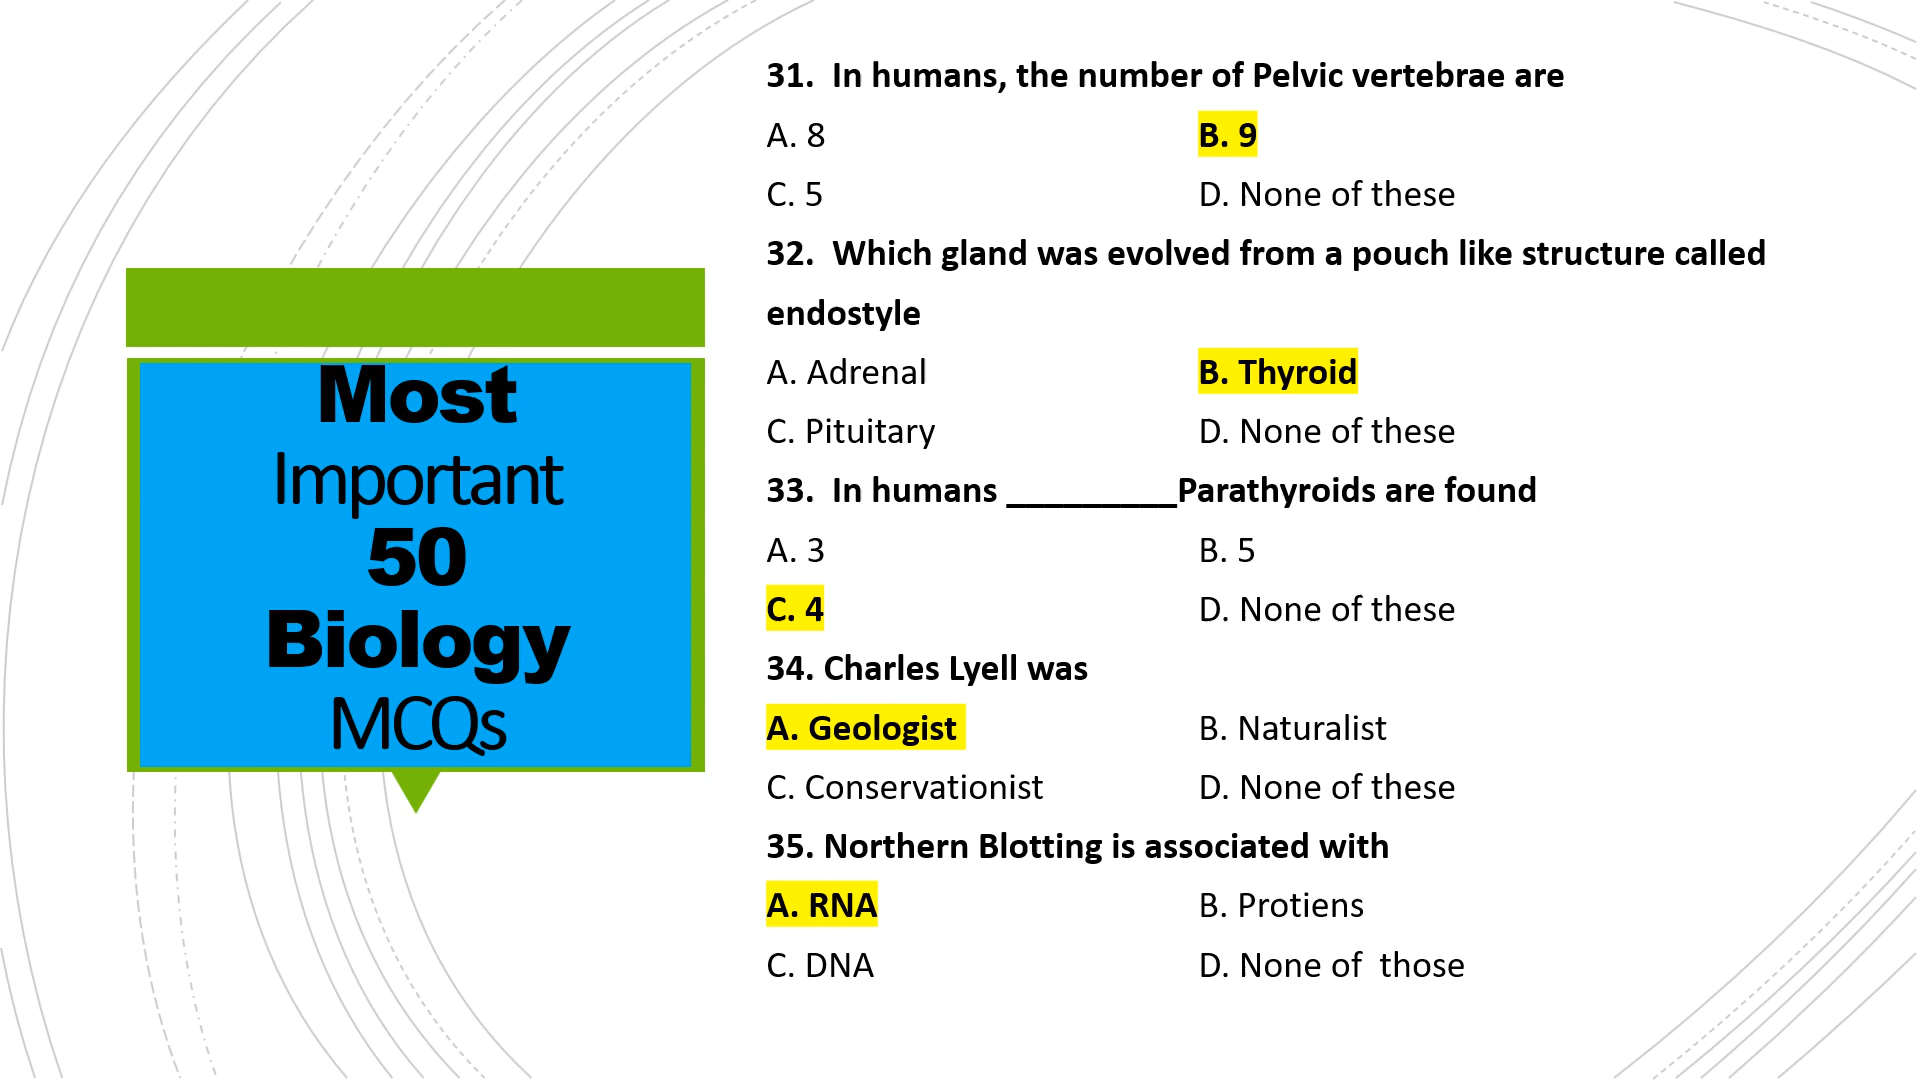 Most
Important
50
Biology
MCQs
31. In humans, the number of Pelvic vertebrae are
A. 8 B. 9
C. 5 D. None of these
32. Which gland was evolved from a pouch like structure called
endostyle
A. Adrenal B. Thyroid
C. Pituitary D. None of these
33. In humans _________Parathyroids are found
A. 3 B. 5
C. 4 D. None of these
34. Charles Lyell was
A. Geologist B. Naturalist
C. Conservationist D. None of these
35. Northern Blotting is associated with
A. RNA B. Protiens
C. DNA D. None of those